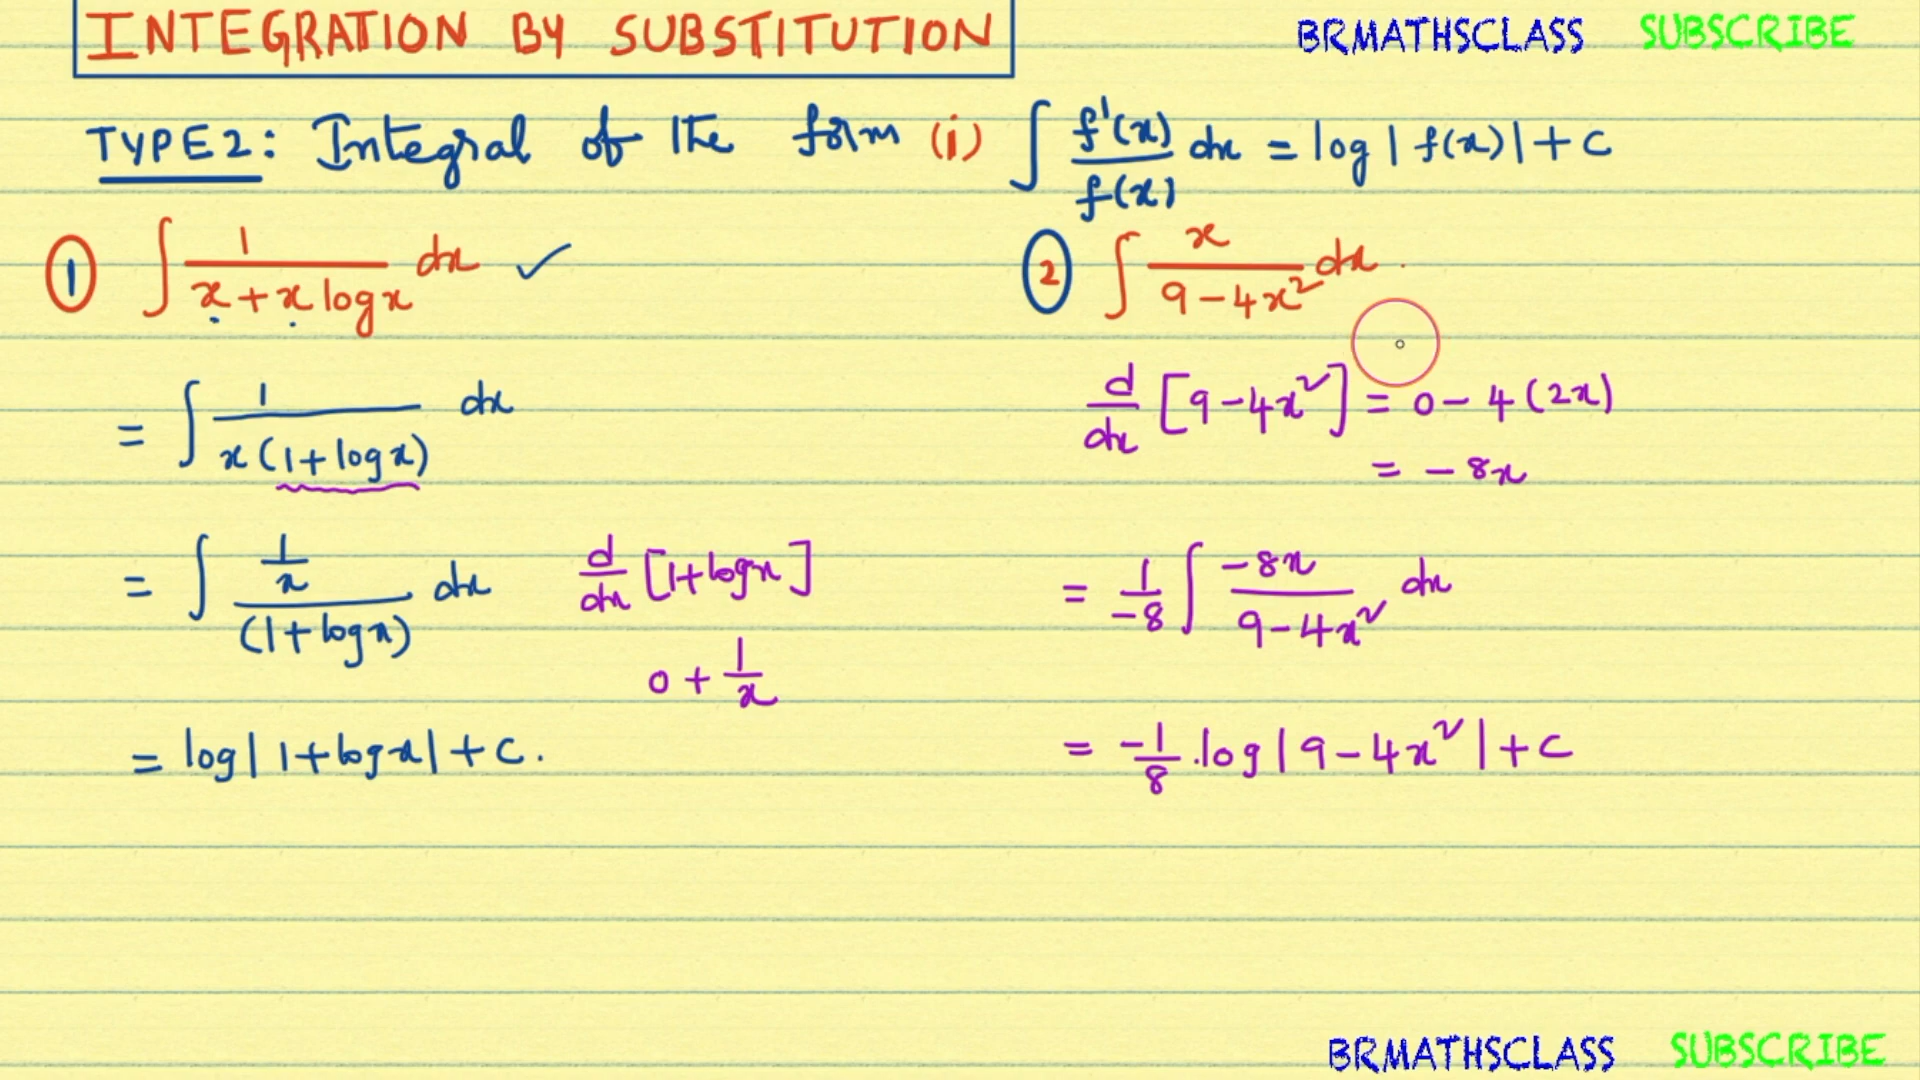 INTEGRATION BY SUBSTITUTION
BRMATHSCLASS SUBSCRIBE
TYPE2: Integral of the form (i) ∫ f'(x)/f(x) dx = log | f(x) | + c
① ∫ 1/(x + x log x) dx ✓
= ∫ 1/(x (1 + log x)) dx
= ∫ (1/x)/(1 + log x) dx d/dx [1 + log x]
0 + 1/x
= log | 1 + log x | + c .
② ∫ x/(9 - 4x²) dx .
d/dx [9 - 4x²] = 0 - 4 (2x)
= - 8x
= 1/-8 ∫ -8x/(9 - 4x²) dx
= -1/8 . log | 9 - 4x² | + c
BRMATHSCLASS SUBSCRIBE